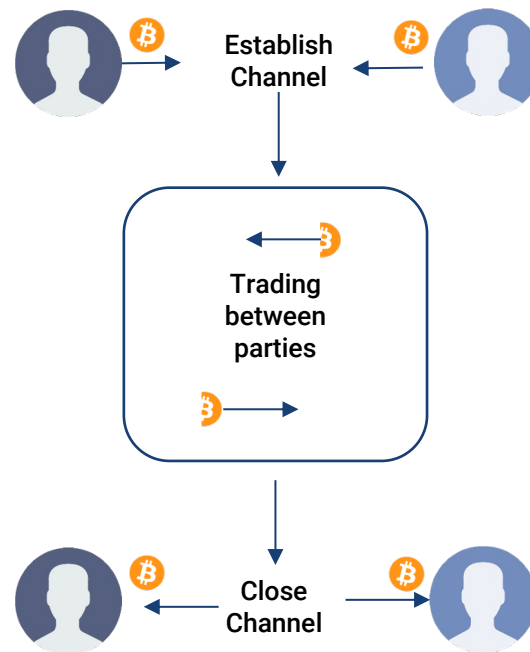 Establish
Channel
Trading
between
parties
Close
Channel